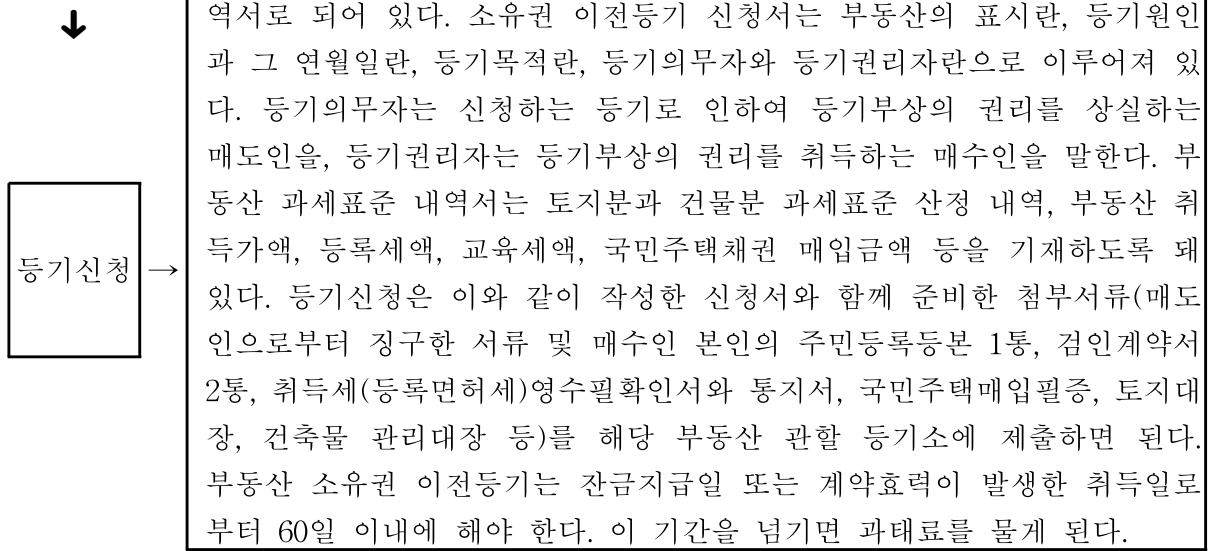 ↓
역서로 되어 있다. 소유권 이전등기 신청서는 부동산의 표시란, 등기원인
과 그 연월일란, 등기목적란, 등기의무자와 등기권리자란으로 이루어져 있
다. 등기의무자는 신청하는 등기로 인하여 등기부상의 권리를 상실하는
매도인을, 등기권리자는 등기부상의 권리를 취득하는 매수인을 말한다. 부
동산 과세표준 내역서는 토지분과 건물분 과세표준 산정 내역, 부동산 취
등기신청 → 득가액, 등록세액, 교육세액, 국민주택채권 매입금액 등을 기재하도록 돼
있다. 등기신청은 이와 같이 작성한 신청서와 함께 준비한 첨부서류(매도
인으로부터 징구한 서류 및 매수인 본인의 주민등록등본 1통, 검인계약서
2통, 취득세(등록면허세)영수필확인서와 통지서, 국민주택매입필증, 토지대
장, 건축물 관리대장 등)를 해당 부동산 관할 등기소에 제출하면 된다.
부동산 소유권 이전등기는 잔금지급일 또는 계약효력이 발생한 취득일로
부터 60일 이내에 해야 한다. 이 기간을 넘기면 과태료를 물게 된다.